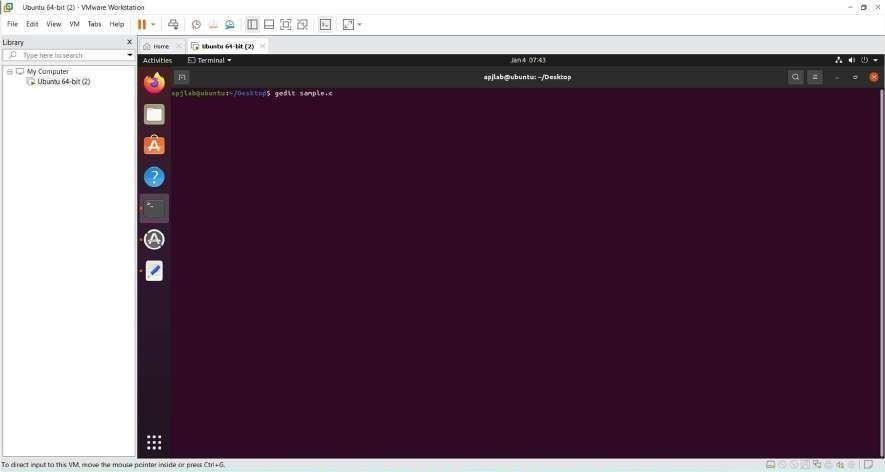 Ubuntu 64-bit (2) - VMware Workstation
File Edit View VM Tabs Help
Library
Type here to search
My Computer
Ubuntu 64-bit (2)
Home
Ubuntu 64-bit (2)
Activities
Terminal
Jan 4 07:43
apjlab@ubuntu: ~/Desktop
apjlab@ubuntu:~/Desktop$ gedit sample.c
To direct input to this VM, move the mouse pointer inside or press Ctrl+G.